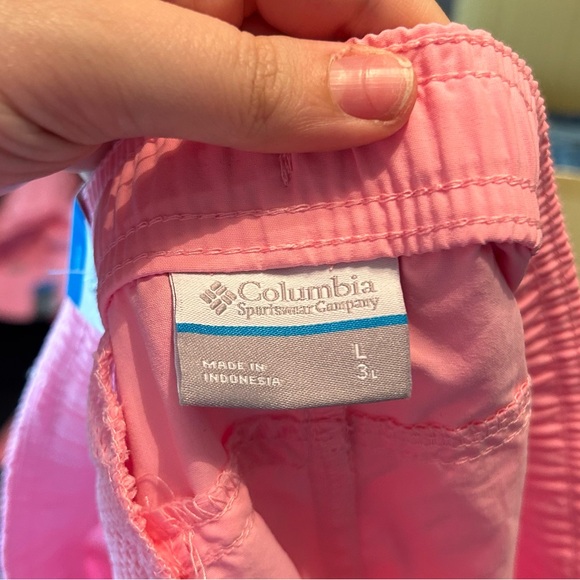 Columbia
Sportswear Company
MADE IN
INDONESIA
L
3L